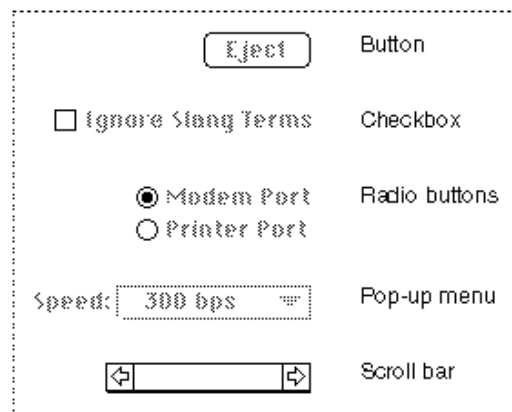 Eject Button
Ignore Slang Terms Checkbox
Modem Port Radio buttons
Printer Port
Speed: 300 bps Pop-up menu
Scroll bar